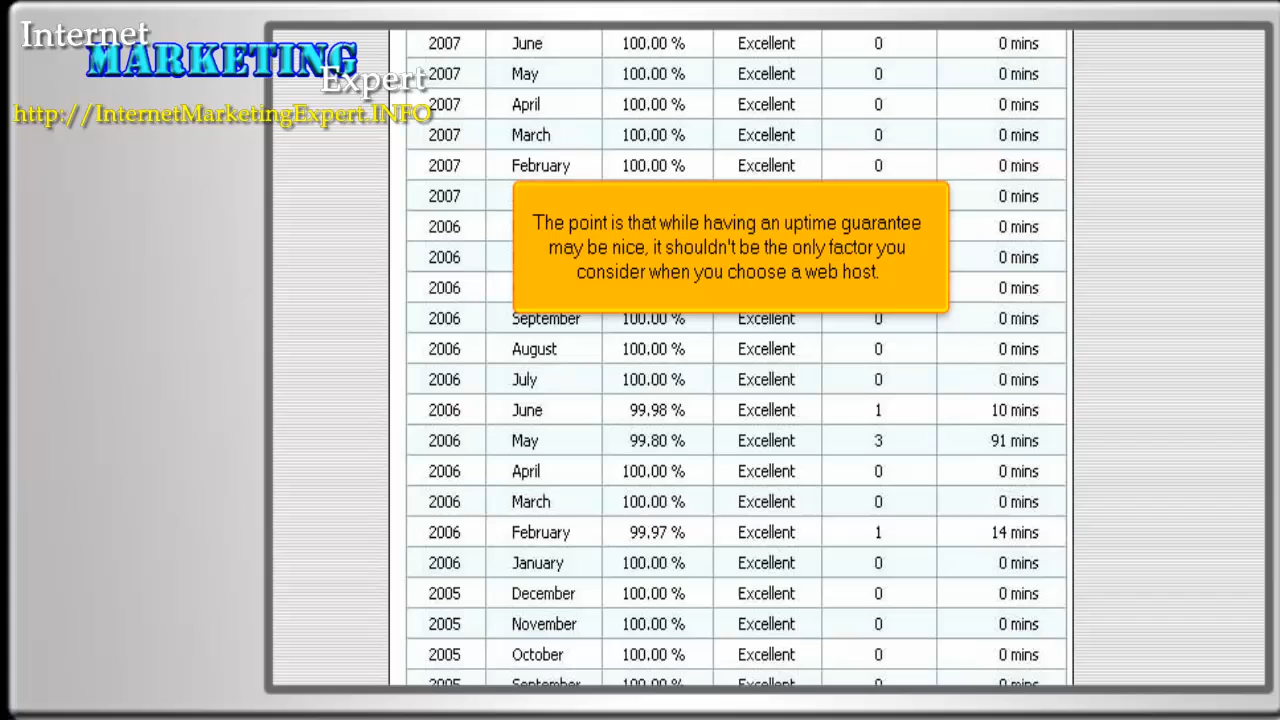 Internet
MARKETING
Expert
http://InternetMarketingExpert.INFO
2007 June 100.00 % Excellent 0 0 mins
2007 May 100.00 % Excellent 0 0 mins
2007 April 100.00 % Excellent 0 0 mins
2007 March 100.00 % Excellent 0 0 mins
2007 February 100.00 % Excellent 0 0 mins
2007 0 mins
2006 0 mins
2006 0 mins
2006 0 mins
The point is that while having an uptime guarantee
may be nice, it shouldn't be the only factor you
consider when you choose a web host.
2006 September 100.00 % Excellent 0 0 mins
2006 August 100.00 % Excellent 0 0 mins
2006 July 100.00 % Excellent 0 0 mins
2006 June 99.98 % Excellent 1 10 mins
2006 May 99.80 % Excellent 3 91 mins
2006 April 100.00 % Excellent 0 0 mins
2006 March 100.00 % Excellent 0 0 mins
2006 February 99.97 % Excellent 1 14 mins
2006 January 100.00 % Excellent 0 0 mins
2005 December 100.00 % Excellent 0 0 mins
2005 November 100.00 % Excellent 0 0 mins
2005 October 100.00 % Excellent 0 0 mins
2005 September 100.00 % Excellent 0 0 mins